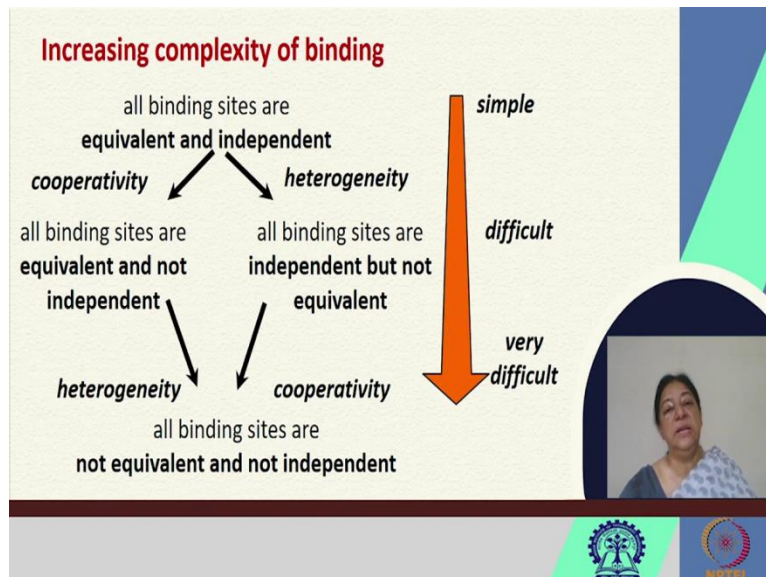 Increasing complexity of binding
all binding sites are
equivalent and independent
simple
cooperativity
heterogeneity
all binding sites are
equivalent and not
independent
all binding sites are
independent but not
equivalent
difficult
heterogeneity
cooperativity
very
difficult
all binding sites are
not equivalent and not independent
NPTEL